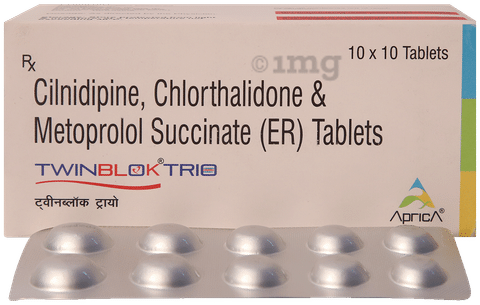 Rx
10 x 10 Tablets
©1mg
Cilnidipine, Chlorthalidone &
Metoprolol Succinate (ER) Tablets
TWINBLOK® TRIO
ट्वीनब्लॉक ट्रायो
APRICA®